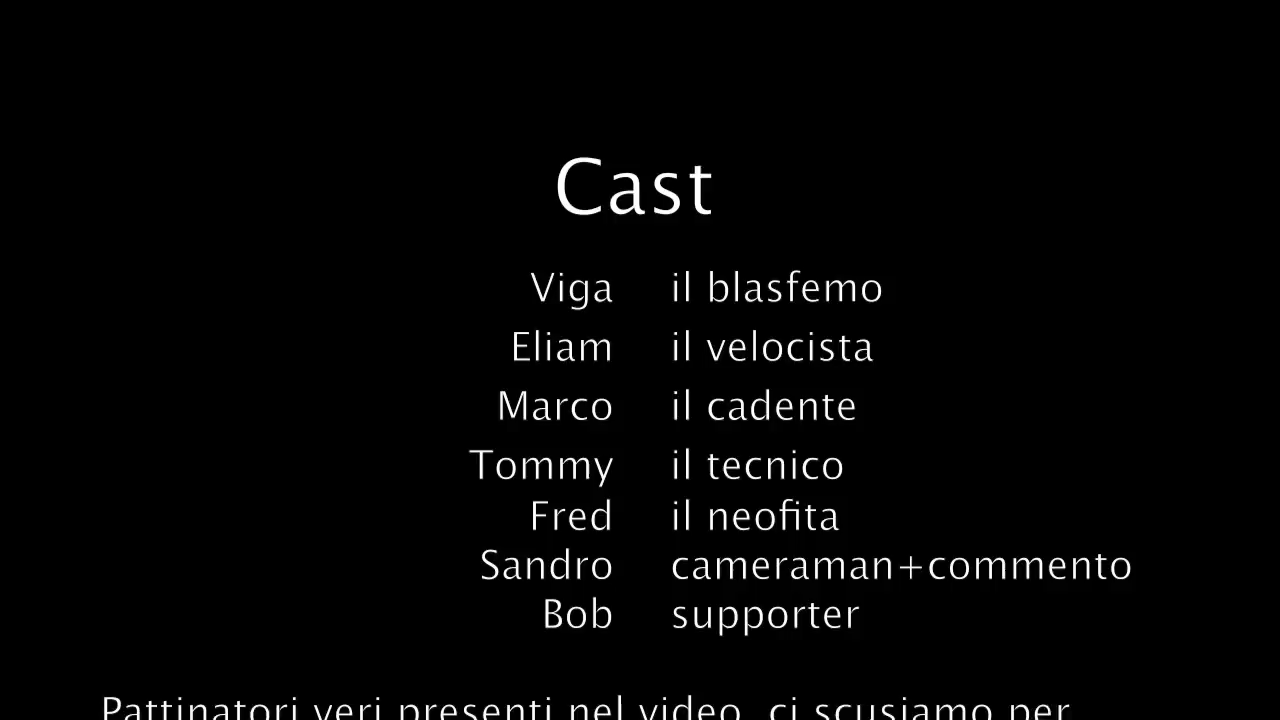 Cast
Viga il blasfemo
Eliam il velocista
Marco il cadente
Tommy il tecnico
Fred il neofita
Sandro cameraman+commento
Bob supporter
Pattinatori veri presenti nel video, ci scusiamo per